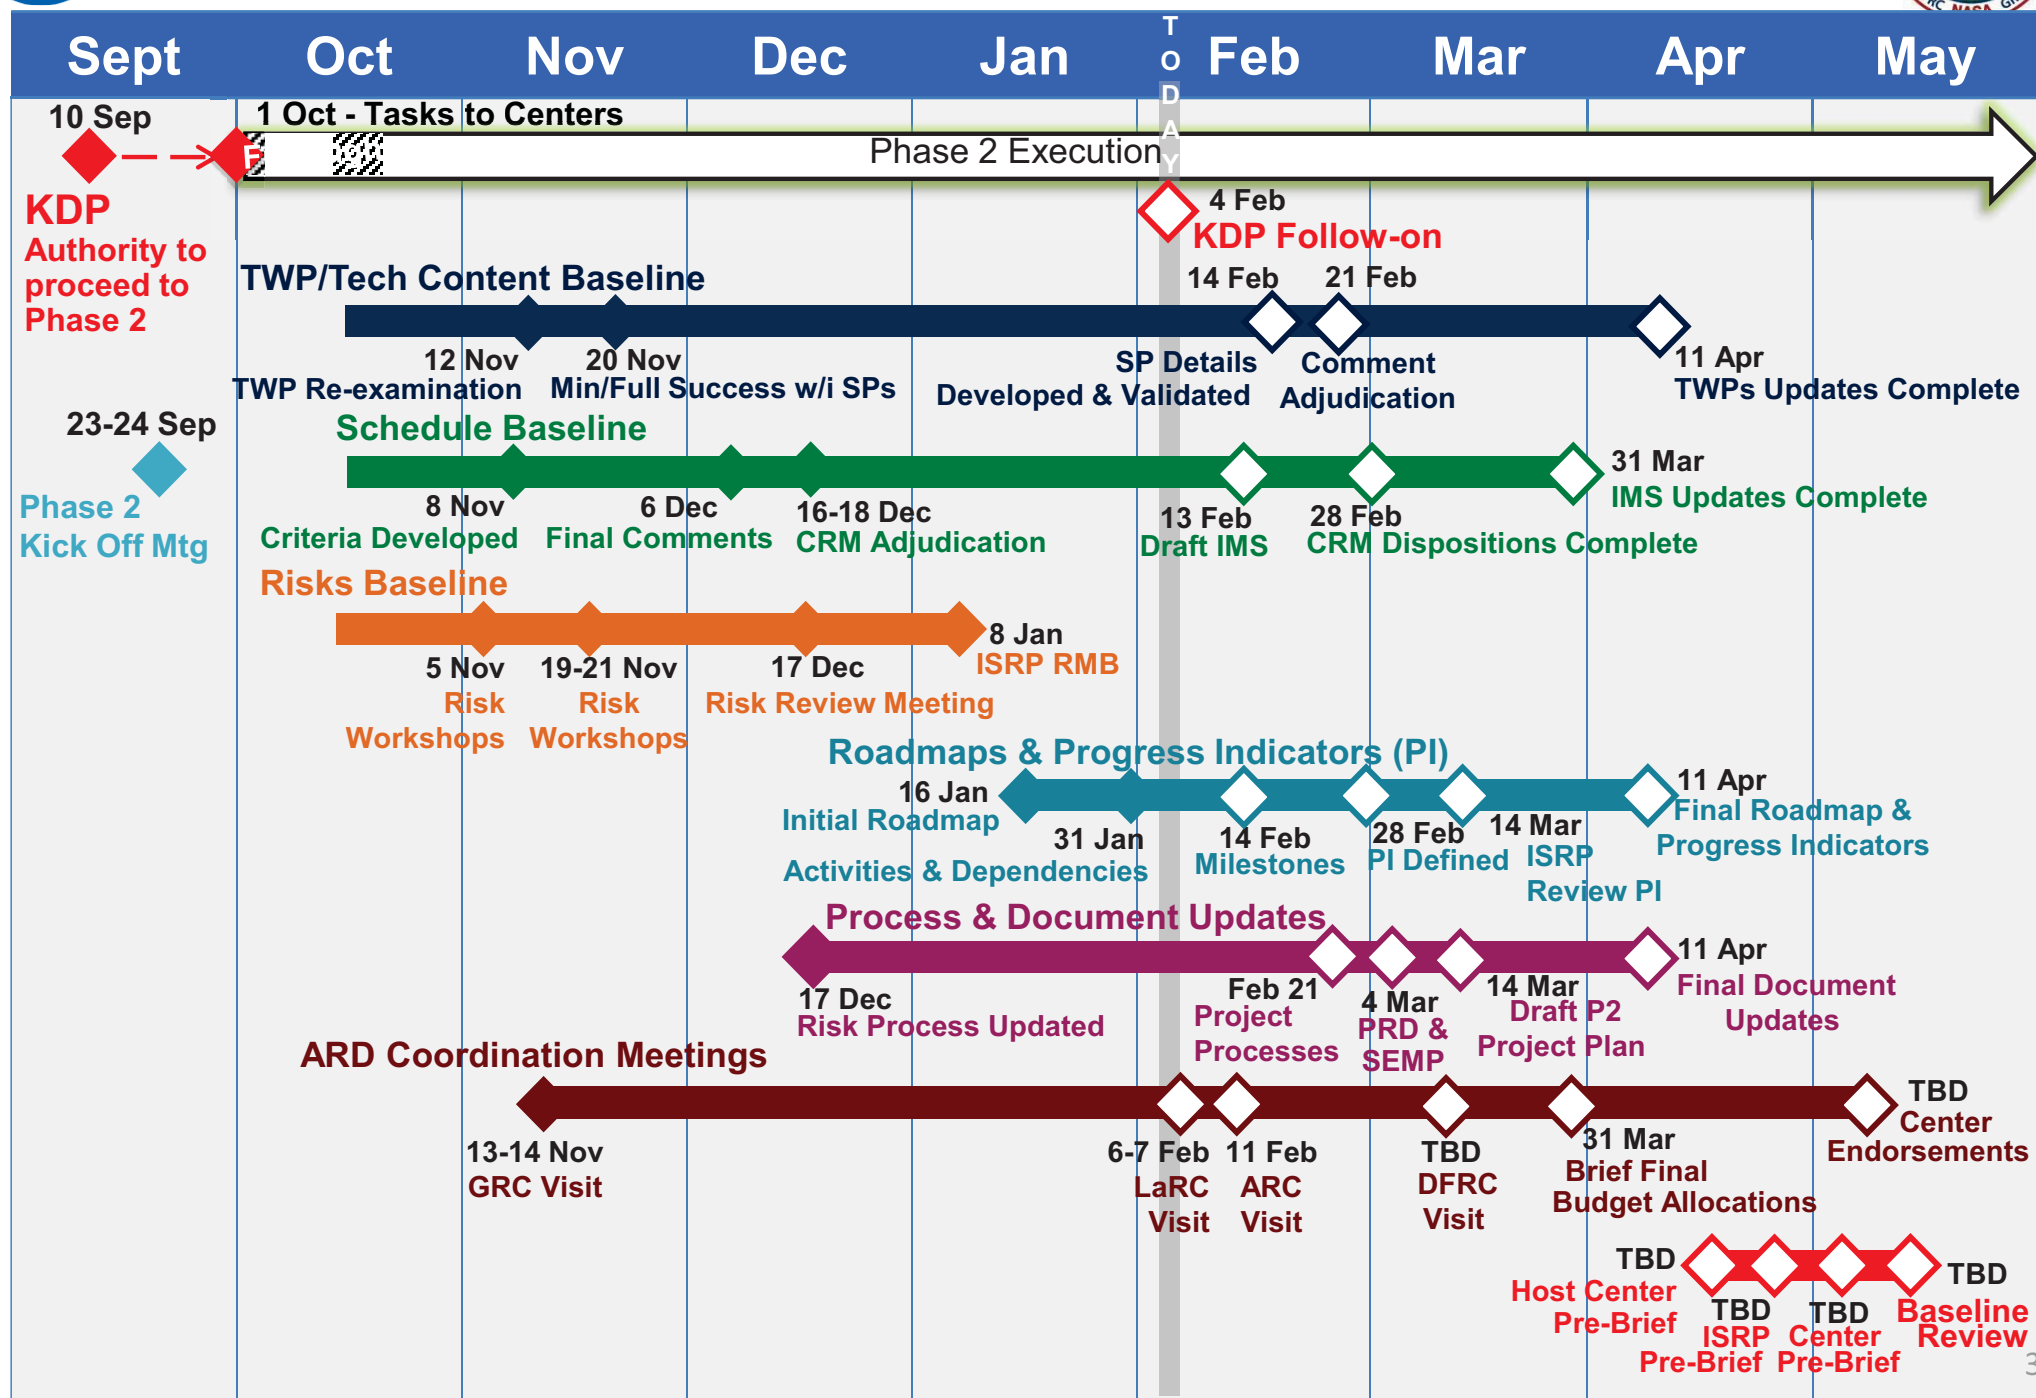 RC NASA GR
Sept Oct Nov Dec Jan Feb Mar Apr May
TODAY
10 Sep
1 Oct - Tasks to Centers
F
Phase 2 Execution
KDP
Authority to
proceed to
Phase 2
4 Feb
KDP Follow-on
TWP/Tech Content Baseline
14 Feb
21 Feb
12 Nov
TWP Re-examination
20 Nov
Min/Full Success w/i SPs
SP Details
Developed & Validated
Comment
Adjudication
11 Apr
TWPs Updates Complete
23-24 Sep
Phase 2
Kick Off Mtg
Schedule Baseline
8 Nov
Criteria Developed
6 Dec
Final Comments
16-18 Dec
CRM Adjudication
13 Feb
Draft IMS
28 Feb
CRM Dispositions Complete
31 Mar
IMS Updates Complete
Risks Baseline
5 Nov
Risk
Workshops
19-21 Nov
Risk
Workshops
17 Dec
Risk Review Meeting
8 Jan
ISRP RMB
Roadmaps & Progress Indicators (PI)
16 Jan
Initial Roadmap
31 Jan
Activities & Dependencies
14 Feb
Milestones
28 Feb
PI Defined
14 Mar
ISRP
Review PI
11 Apr
Final Roadmap &
Progress Indicators
Process & Document Updates
17 Dec
Risk Process Updated
Feb 21
Project
Processes
4 Mar
PRD &
SEMP
14 Mar
Draft P2
Project Plan
11 Apr
Final Document
Updates
ARD Coordination Meetings
13-14 Nov
GRC Visit
6-7 Feb
LaRC
Visit
11 Feb
ARC
Visit
TBD
DFRC
Visit
31 Mar
Brief Final
Budget Allocations
TBD
Center
Endorsements
TBD
Host Center
Pre-Brief
TBD
ISRP
Pre-Brief
TBD
Center
Pre-Brief
TBD
Baseline
Review
3